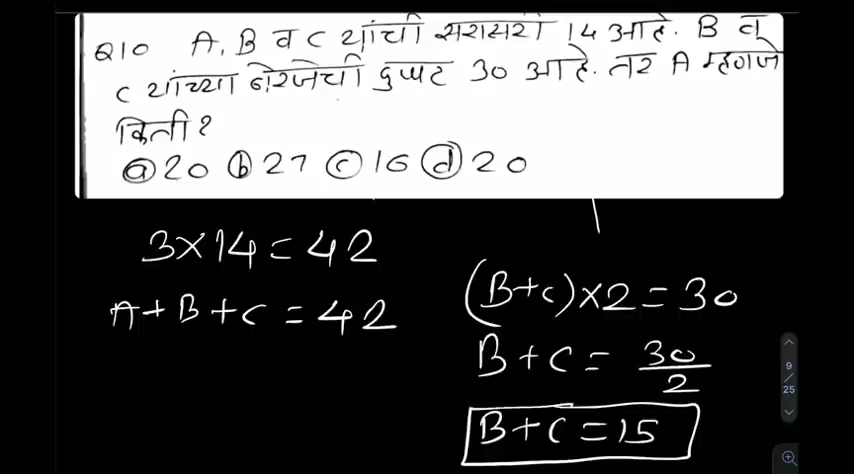 Q10 A, B व C यांची सरासरी 14 आहे. B व
C यांच्या बेरजेची दुप्पट 30 आहे. तर A म्हणजे
किती?
ⓐ 20 ⓑ 27 ⓒ 16 ⓓ 20
3×14 = 42
A + B + C = 42
(B+C)×2 = 30
B + C = 30/2
B + C = 15
9
/
25